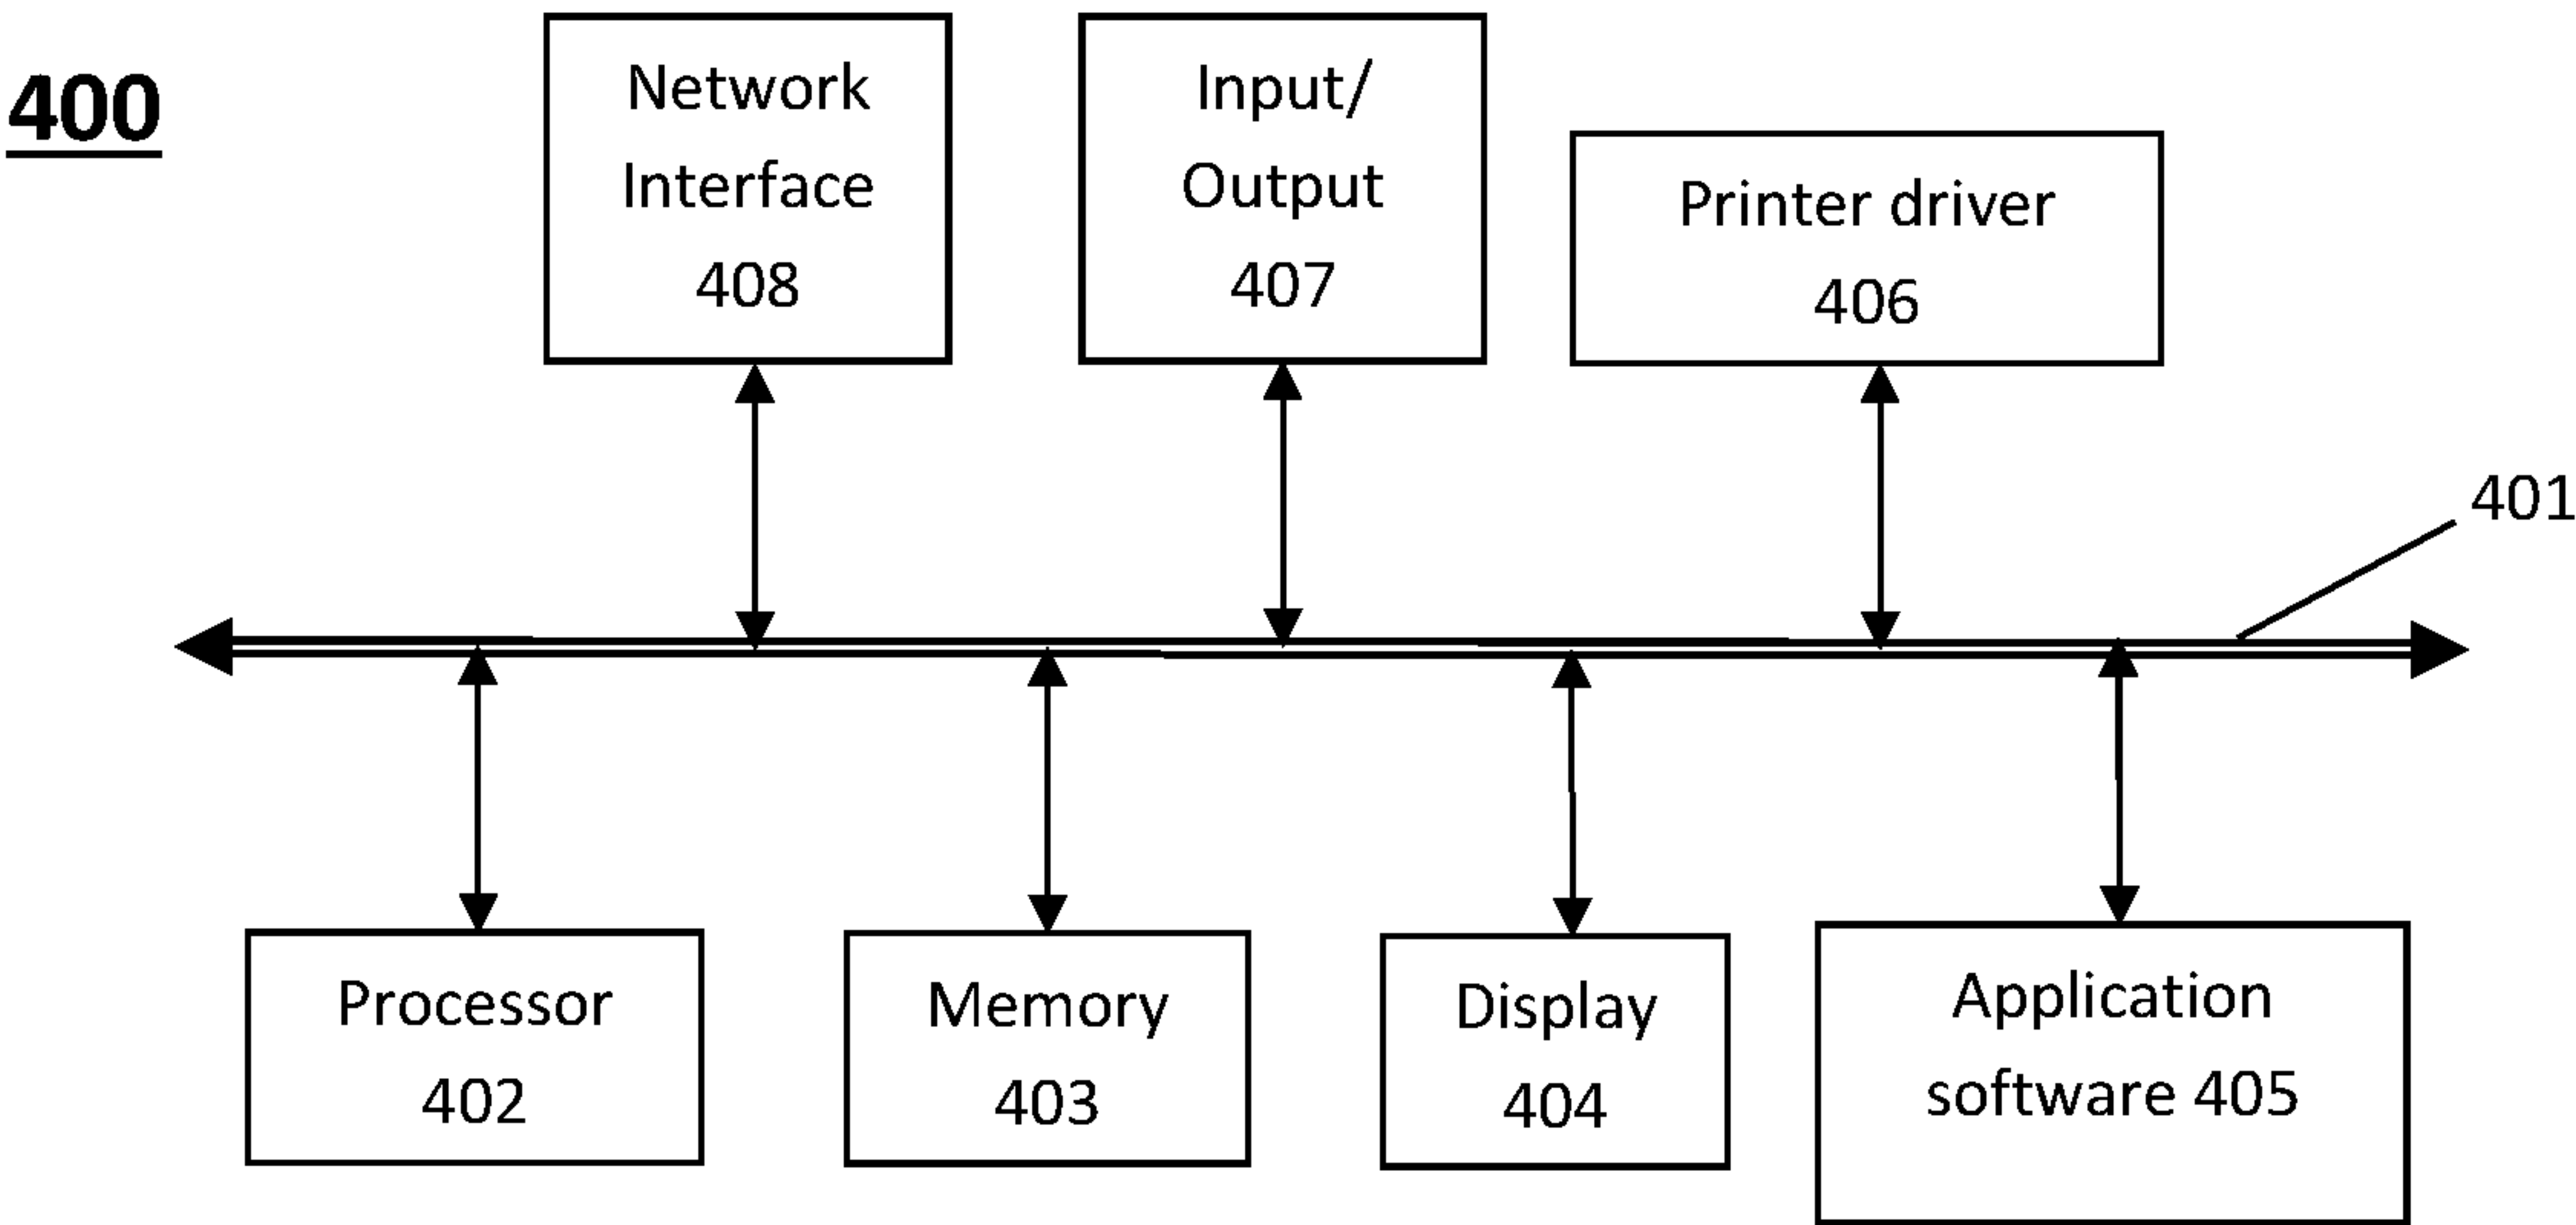 400
Network
Interface
408
Input/
Output
407
Printer driver
406
401
Processor
402
Memory
403
Display
404
Application
software 405